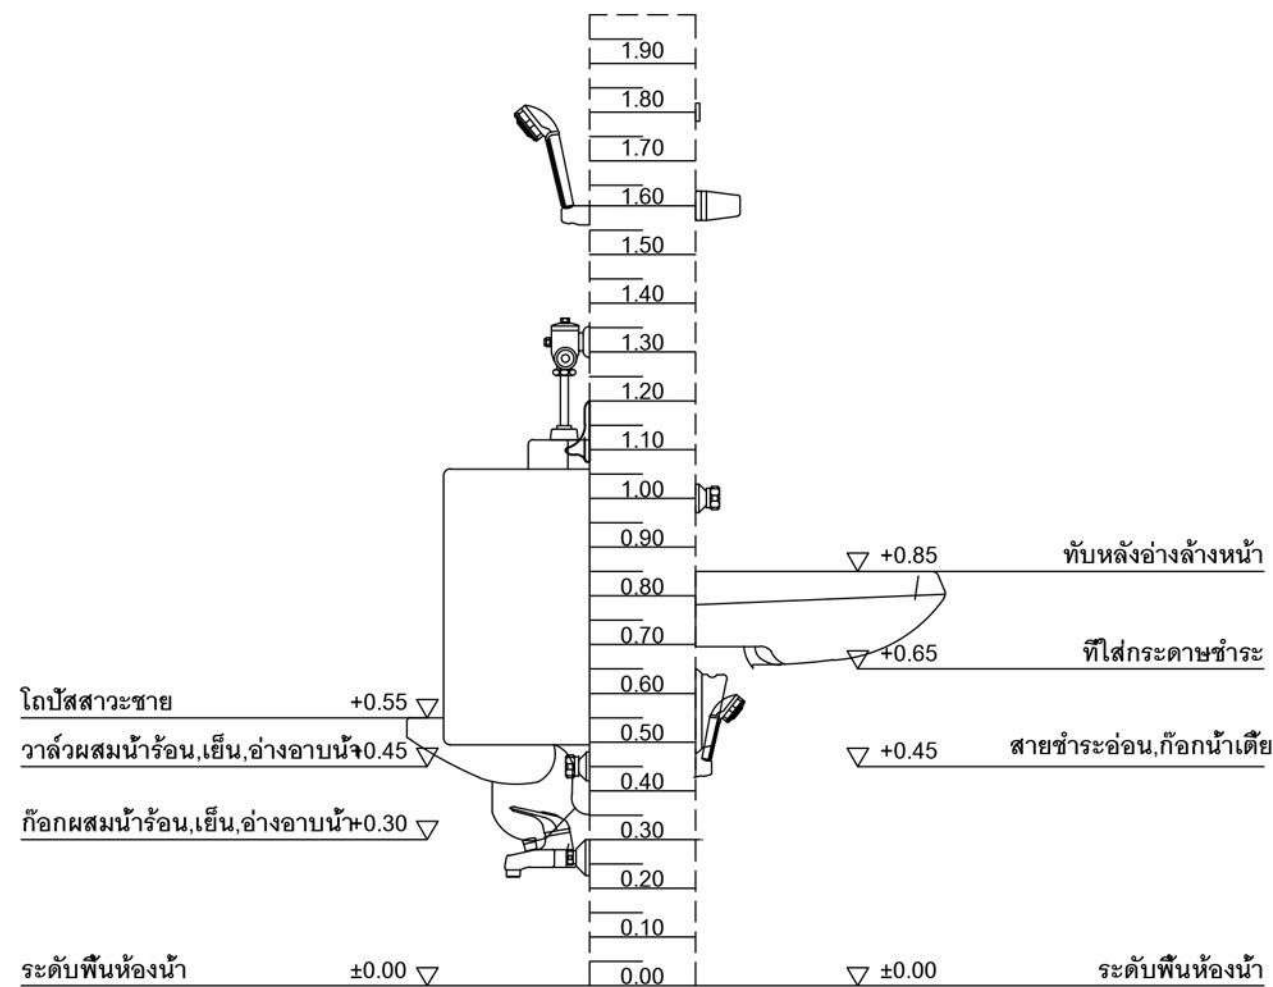 1.90
1.80
1.70
1.60
1.50
1.40
1.30
1.20
1.10
1.00
0.90
+0.85 ทับหลังอ่างล้างหน้า
0.80
0.70
+0.65 ที่ใส่กระดาษชำระ
0.60
โถปัสสาวะชาย +0.55
0.50
วาล์วผสมน้ำร้อน,เย็น,อ่างอาบน้ำ +0.45
+0.45 สายชำระอ่อน,ก๊อกน้ำเตี้ย
0.40
ก๊อกผสมน้ำร้อน,เย็น,อ่างอาบน้ำ +0.30
0.30
0.20
0.10
ระดับพื้นห้องน้ำ ±0.00
0.00
±0.00 ระดับพื้นห้องน้ำ